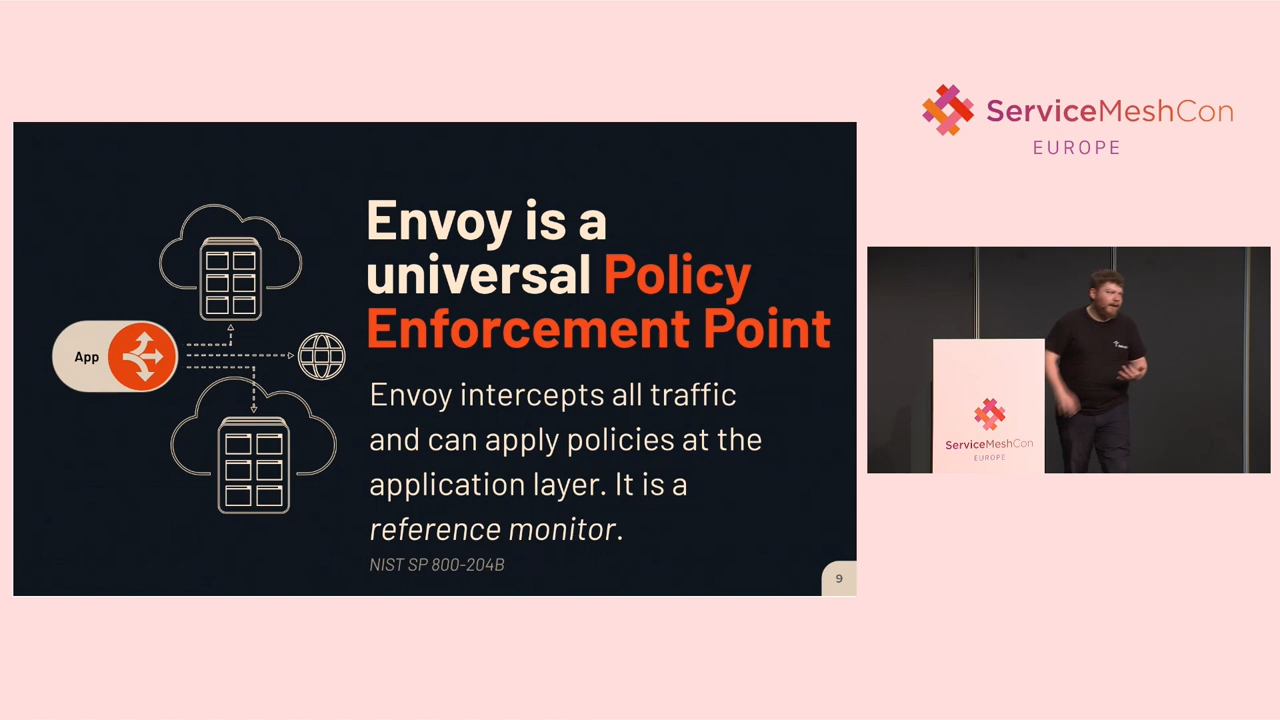 Envoy is a
universal Policy
Enforcement Point
App
Envoy intercepts all traffic
and can apply policies at the
application layer. It is a
reference monitor.
NIST SP 800-204B
9
ServiceMeshCon
EUROPE
ServiceMeshCon
EUROPE